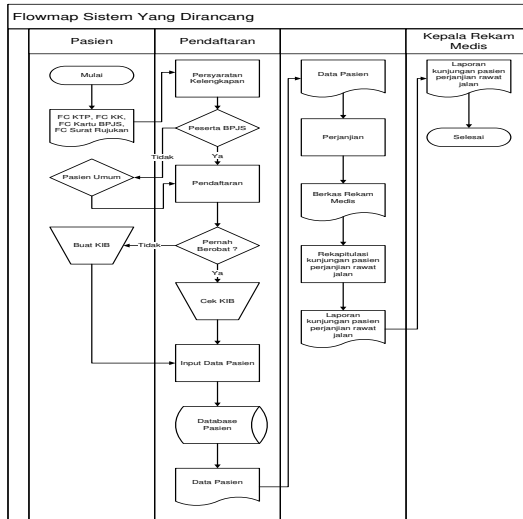 Flowmap Sistem Yang Dirancang
Pasien
Pendaftaran
Kepala Rekam
Medis
Mulai
FC KTP, FC KK,
FC Kartu BPJS,
FC Surat Rujukan
Pasien Umum
Buat KIB
Persyaratan
Kelengkapan
Peserta BPJS
Tidak
Ya
Pendaftaran
Pernah
Berobat ?
Tidak
Ya
Cek KIB
Input Data Pasien
Database
Pasien
Data Pasien
Data Pasien
Perjanjian
Berkas Rekam
Medis
Rekapitulasi
kunjungan pasien
perjanjian rawat
jalan
Laporan
kunjungan pasien
perjanjian rawat
jalan
Laporan
kunjungan pasien
perjanjian rawat
jalan
Selesai